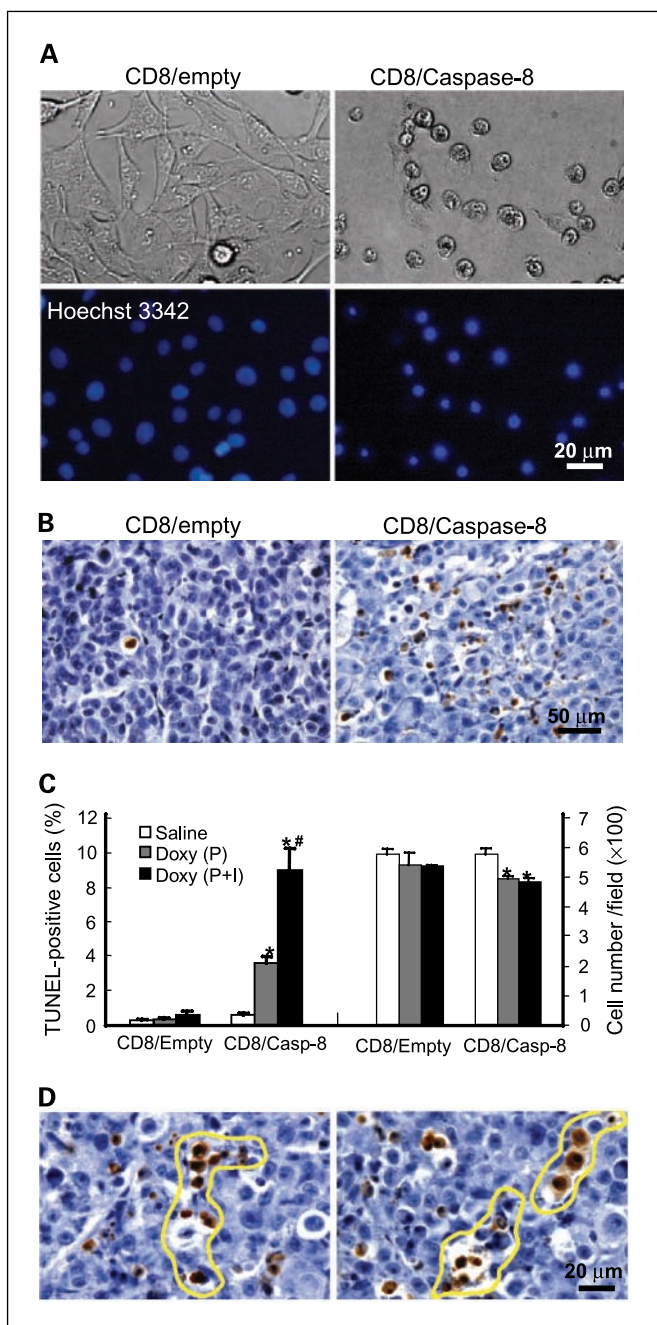 A
CD8/empty CD8/Caspase-8
Hoechst 3342
20 μm
B
CD8/empty CD8/Caspase-8
50 μm
C
TUNEL-positive cells (%)
12
10
8
6
4
2
0
Saline
Doxy (P)
Doxy (P+I)
*
*#
* *
7
6
5
4
3
2
1
0
Cell number /field (×100)
CD8/Empty CD8/Casp-8 CD8/Empty CD8/Casp-8
D
20 μm